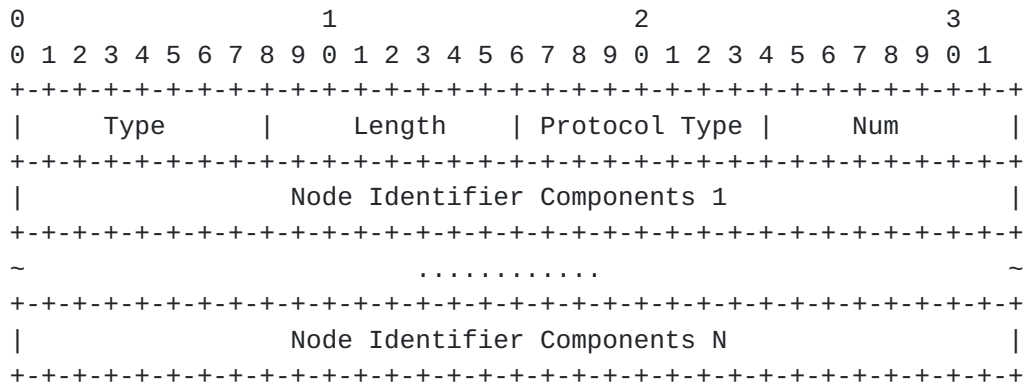 0                   1                   2                   3
0 1 2 3 4 5 6 7 8 9 0 1 2 3 4 5 6 7 8 9 0 1 2 3 4 5 6 7 8 9 0 1
+-+-+-+-+-+-+-+-+-+-+-+-+-+-+-+-+-+-+-+-+-+-+-+-+-+-+-+-+-+-+-+-+
|     Type      |     Length    | Protocol Type |     Num       |
+-+-+-+-+-+-+-+-+-+-+-+-+-+-+-+-+-+-+-+-+-+-+-+-+-+-+-+-+-+-+-+-+
|                 Node Identifier Components 1                  |
+-+-+-+-+-+-+-+-+-+-+-+-+-+-+-+-+-+-+-+-+-+-+-+-+-+-+-+-+-+-+-+-+
~                         ............                          ~
+-+-+-+-+-+-+-+-+-+-+-+-+-+-+-+-+-+-+-+-+-+-+-+-+-+-+-+-+-+-+-+-+
|                 Node Identifier Components N                  |
+-+-+-+-+-+-+-+-+-+-+-+-+-+-+-+-+-+-+-+-+-+-+-+-+-+-+-+-+-+-+-+-+